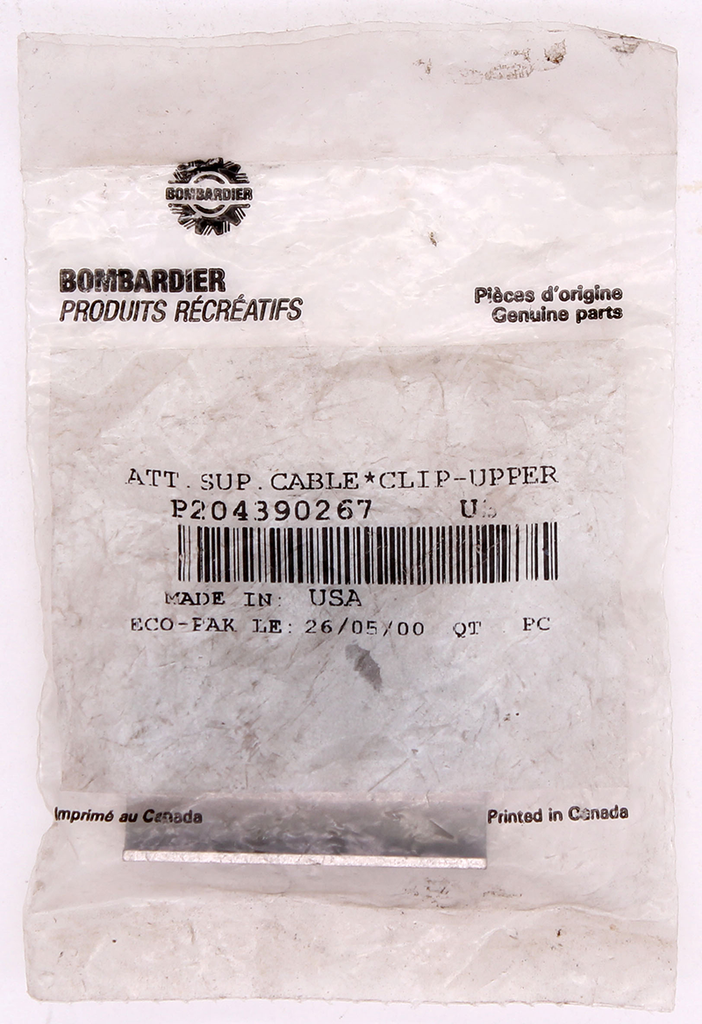 BOMBARDIER
BOMBARDIER
PRODUITS RÉCRÉATIFS
Pièces d'origine
Genuine parts
ATT.SUP.CABLE*CLIP-UPPER
P204390267
MADE IN: USA
ECO-PAK LE: 26/05/00 QT PC
Imprimé au Canada
Printed in Canada